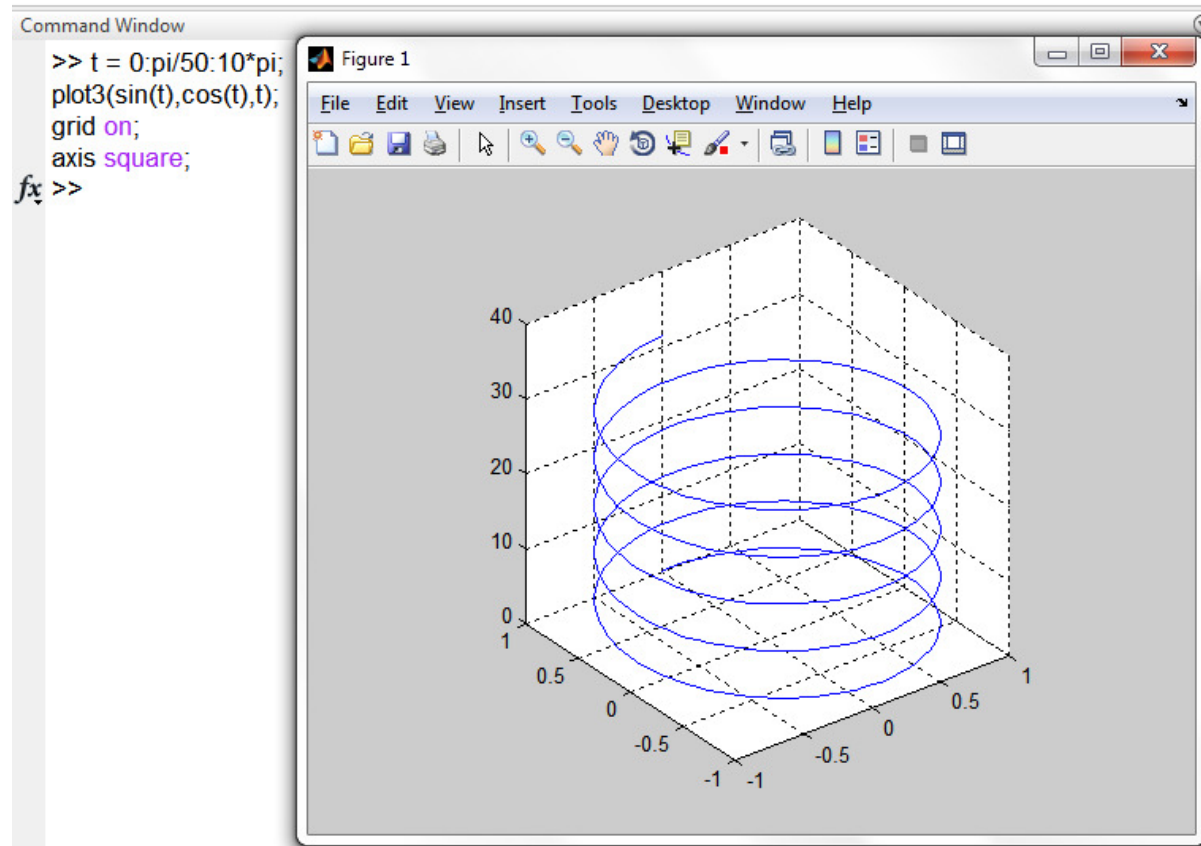 Command Window
>> t = 0:pi/50:10*pi;
plot3(sin(t),cos(t),t);
grid on;
axis square;
fx >>
Figure 1
File Edit View Insert Tools Desktop Window Help
40
30
20
10
0
1
0.5
0
-0.5
-1
-1
-0.5
0
0.5
1